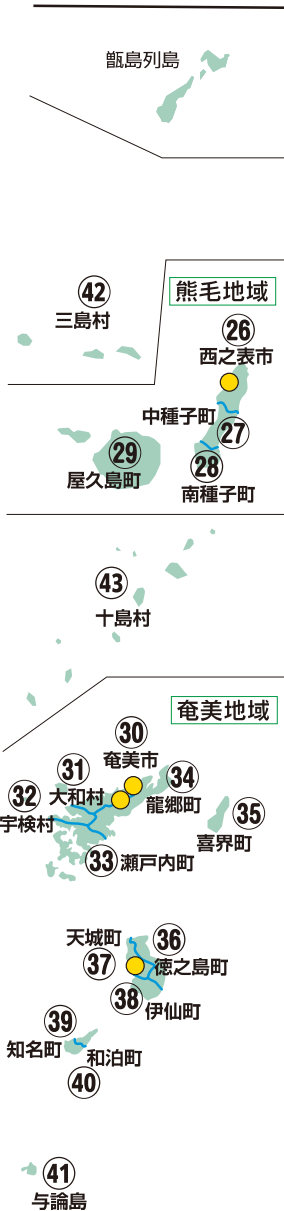 甑島列島
42
三島村
熊毛地域
26
西之表市
中種子町
27
29
屋久島町
28
南種子町
43
十島村
奄美地域
30
奄美市
31
大和村
34
龍郷町
32
宇検村
35
喜界町
33 瀬戸内町
天城町
36
37
徳之島町
38
伊仙町
39
知名町
和泊町
40
41
与論島